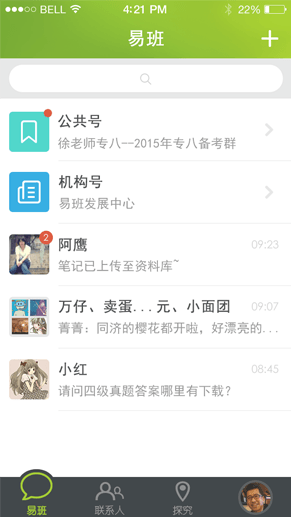 BELL 4:21 PM 22%
易班
公共号
徐老师专八--2015年专八备考群
机构号
易班发展中心
2
阿鹰 09:23
笔记已上传至资料库~
万仔、卖蛋...元、小面团 09:07
菁菁：同济的樱花都开啦，好漂亮的...
小红 08:45
请问四级真题答案哪里有下载？
易班 联系人 探究